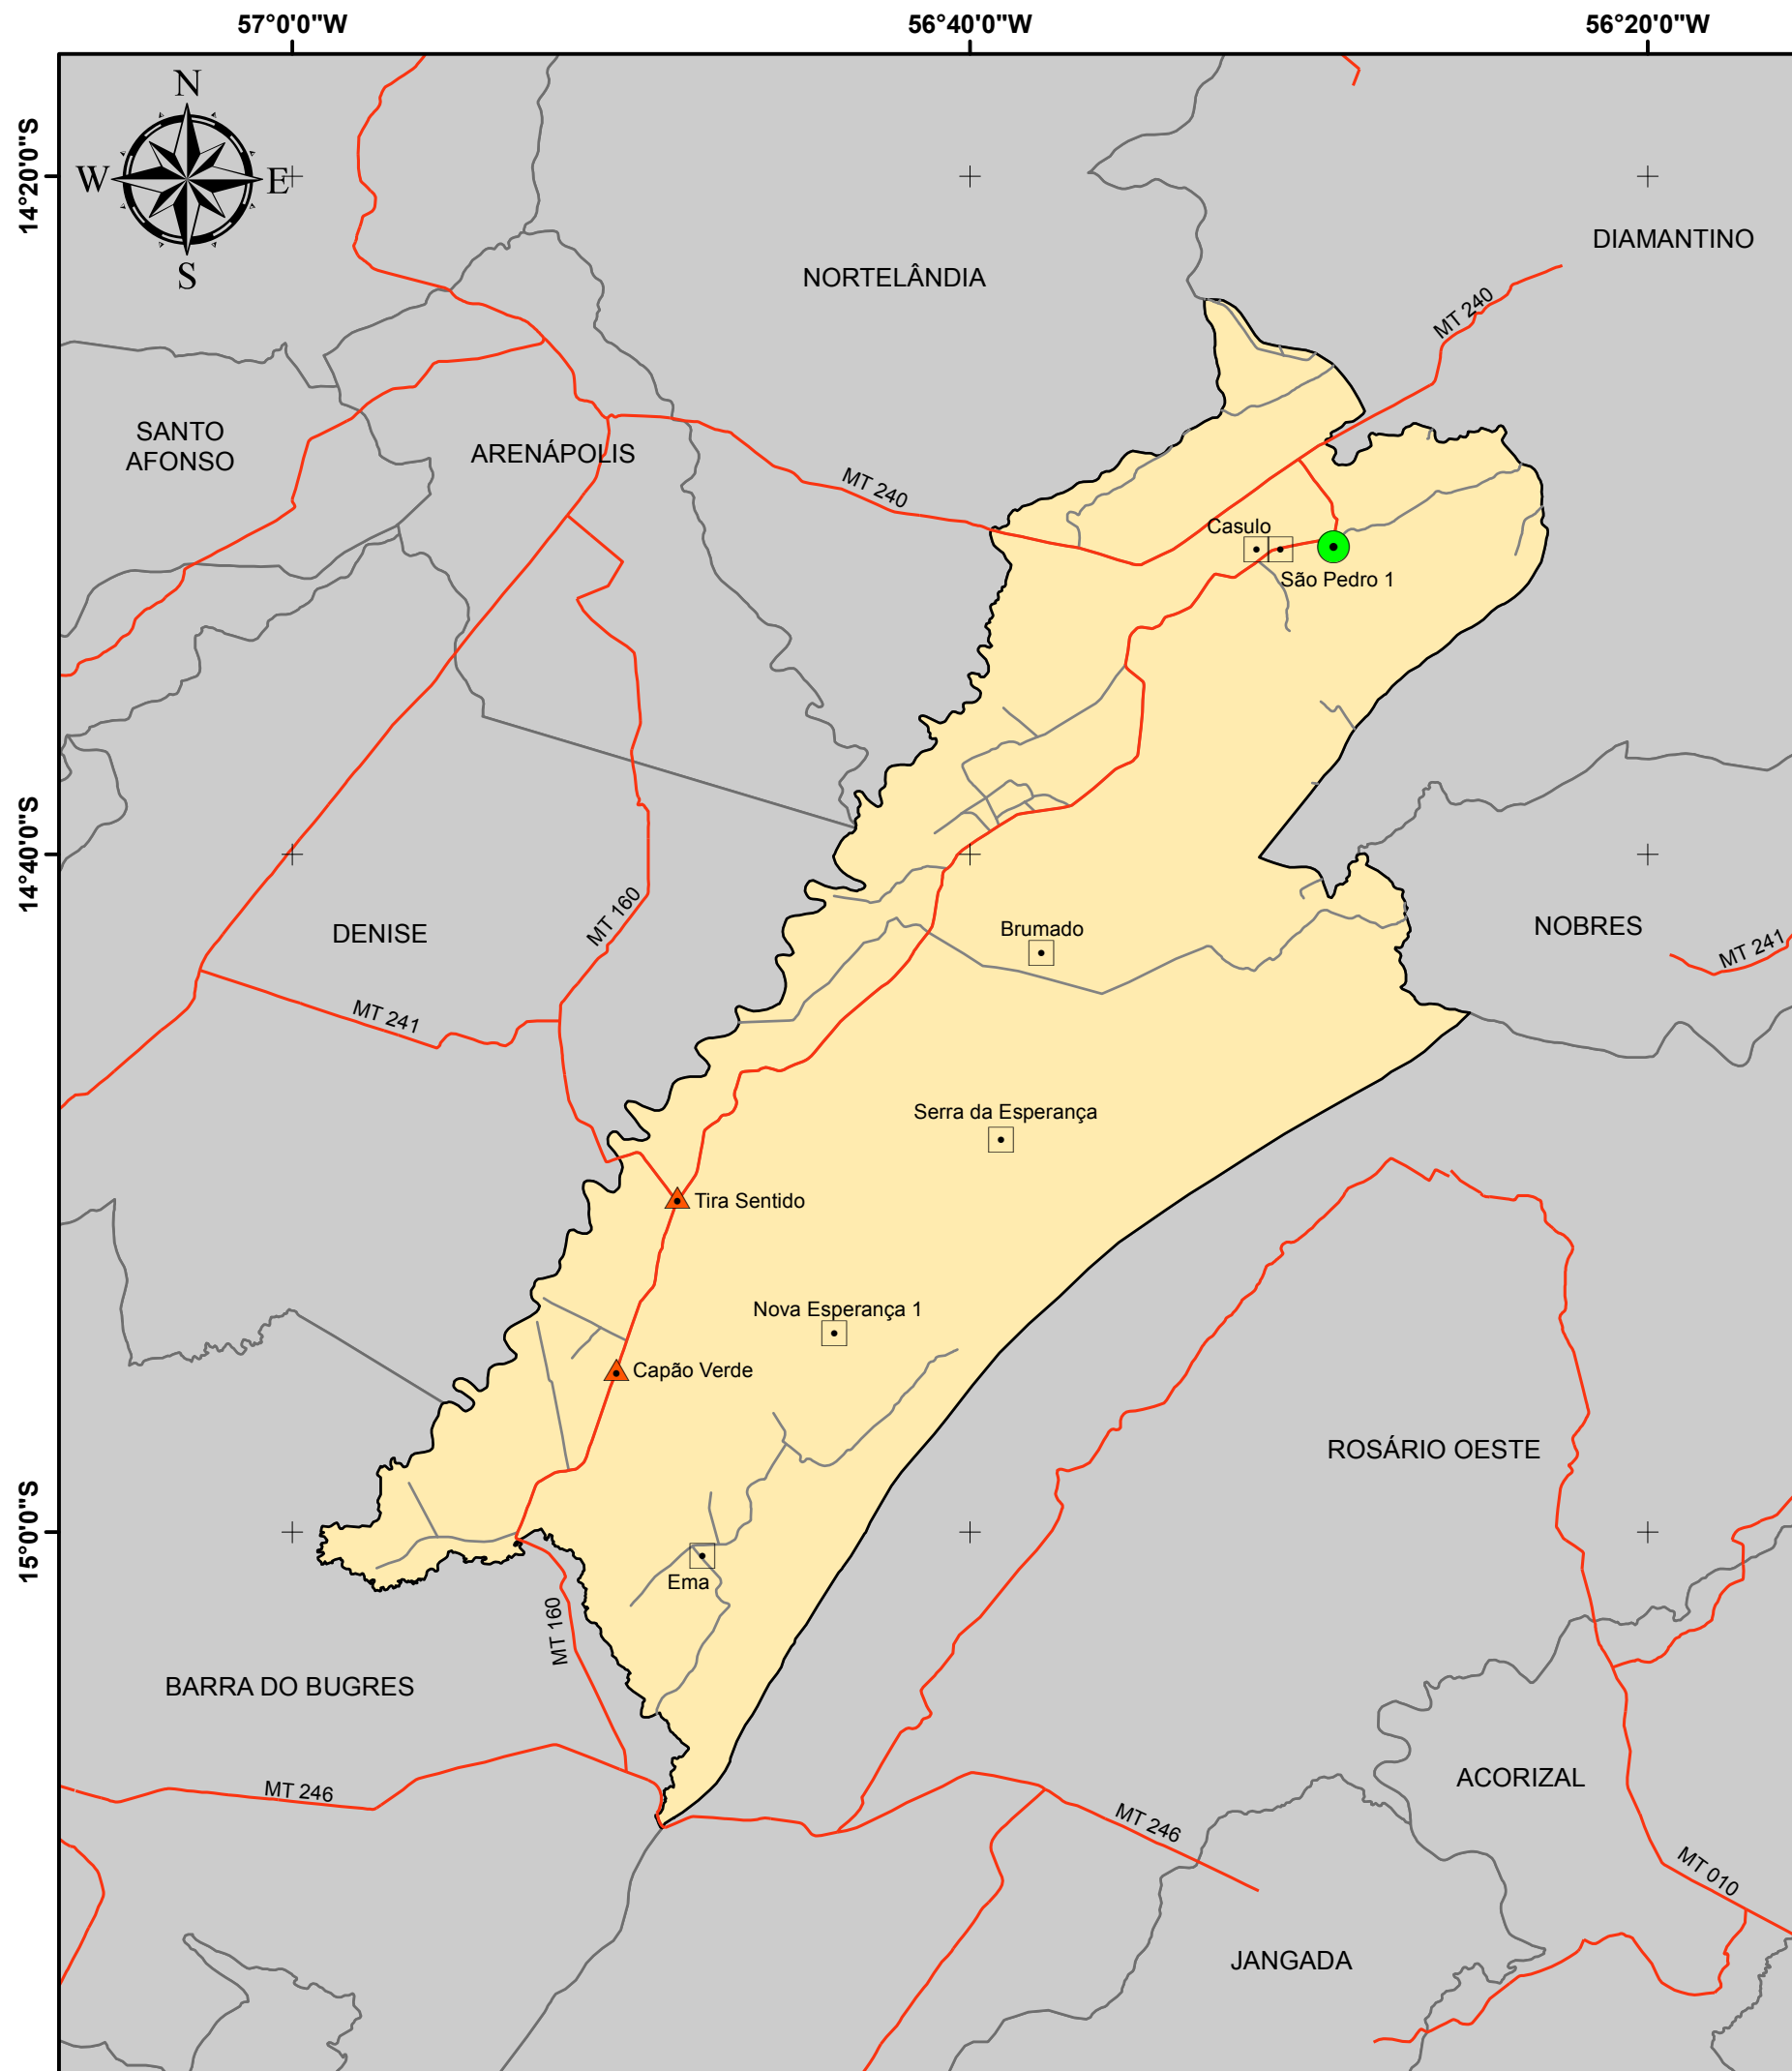 57°0'0"W
56°40'0"W
56°20'0"W
14°20'0"S
14°40'0"S
15°0'0"S
N
W
E
S
DIAMANTINO
NORTELÂNDIA
MT 240
SANTO
AFONSO
ARENÁPOLIS
MT 240
Casulo
São Pedro 1
MT 160
DENISE
Brumado
NOBRES
MT 241
MT 241
Serra da Esperança
Tira Sentido
Nova Esperança 1
Capão Verde
ROSÁRIO OESTE
Ema
MT 160
BARRA DO BUGRES
MT 246
ACORIZAL
MT 246
MT 010
JANGADA